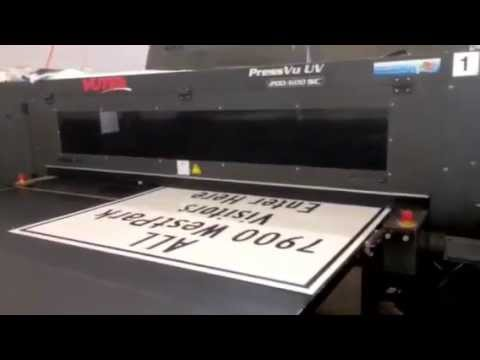 VUTEk
PressVu UV
200/600 SC
1
ALL
7900 WestPark
Visitors
Enter Here